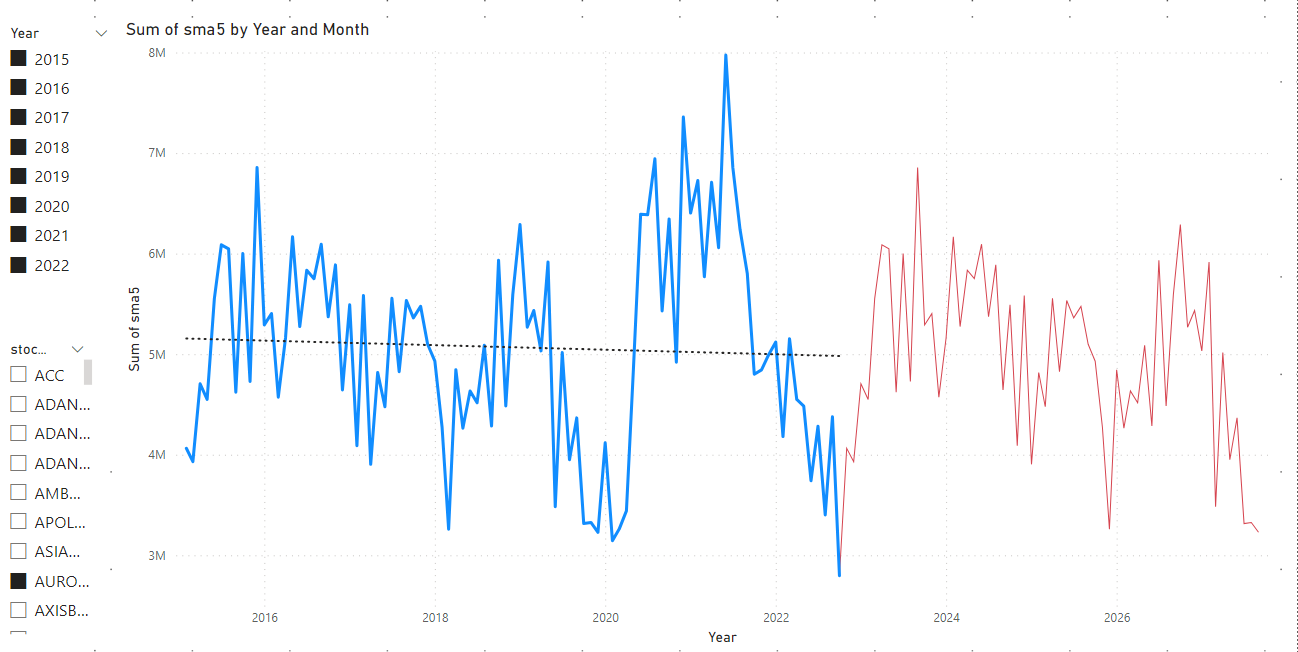 Year
2015
2016
2017
2018
2019
2020
2021
2022
stoc...
ACC
ADAN...
ADAN...
ADAN...
AMB...
APOL...
ASIA...
AURO...
AXISB...
Sum of sma5 by Year and Month
Sum of sma5
8M
7M
6M
5M
4M
3M
2016 2018 2020 2022 2024 2026
Year